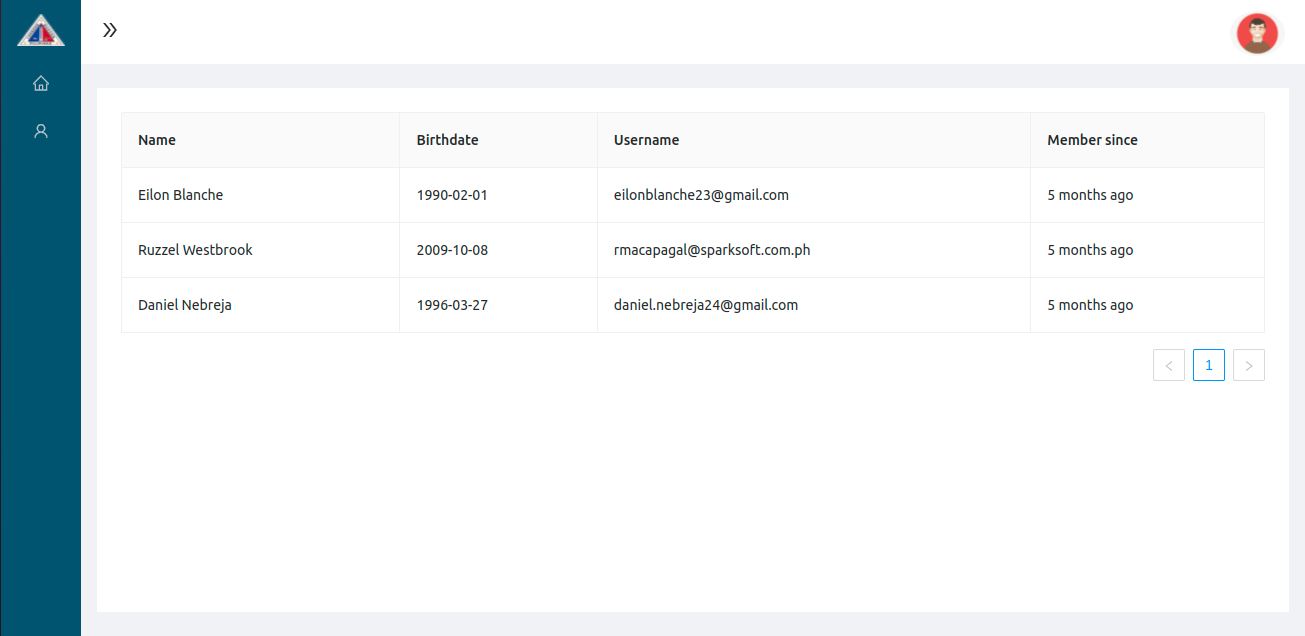 Name Birthdate Username Member since
Eilon Blanche 1990-02-01 eilonblanche23@gmail.com 5 months ago
Ruzzel Westbrook 2009-10-08 rmacapagal@sparksoft.com.ph 5 months ago
Daniel Nebreja 1996-03-27 daniel.nebreja24@gmail.com 5 months ago
1